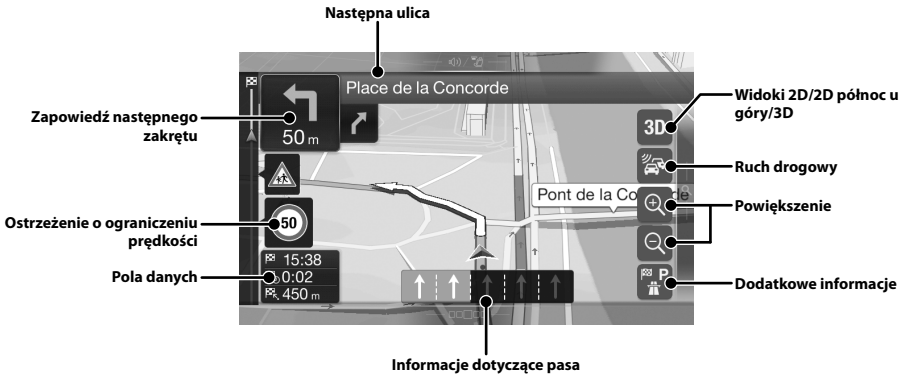 Następna ulica
Place de la Concorde
Zapowiedź następnego
zakrętu
50 m
3D
Widoki 2D/2D północ u
góry/3D
Ruch drogowy
Pont de la Co
de
Powiększenie
Ostrzeżenie o ograniczeniu
prędkości
50
Pola danych
15:38
0:02
450 m
P
Dodatkowe informacje
Informacje dotyczące pasa